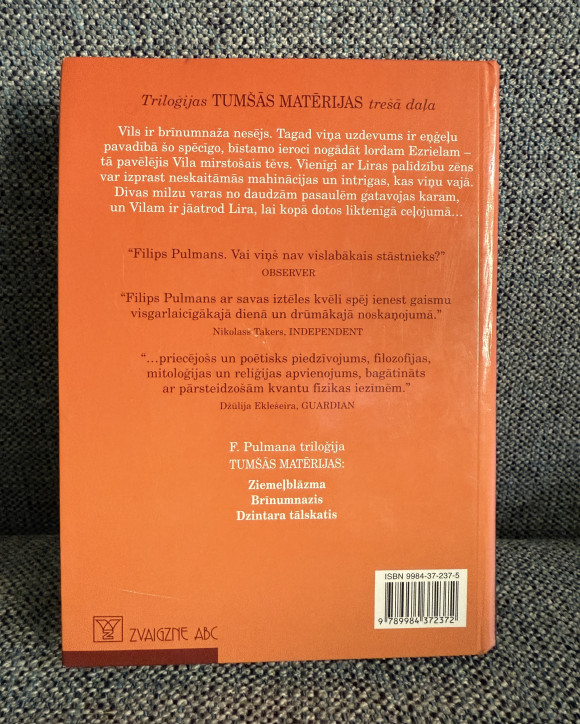 Triloģijas TUMŠĀS MATĒRIJAS trešā daļa
Vils ir brīnumnaža nesējs. Tagad viņa uzdevums ir eņģeļu
pavadībā šo spēcīgo, bīstamo ieroci nogādāt lordam Ezrielam –
tā pavēlējis Vila mirstošais tēvs. Vienīgi ar Liras palīdzību zēns
var izprast neskaitāmās mahinācijas un intrigas, kas viņu vajā.
Divas milzu varas no daudzām pasaulēm gatavojas karam,
un Vilam ir jāatrod Lira, lai kopā dotos liktenīgā ceļojumā...
“Filips Pulmans. Vai viņš nav vislabākais stāstnieks?”
OBSERVER
“Filips Pulmans ar savas iztēles kvēli spēj ienest gaismu
visgarlaicīgākajā dienā un drūmākajā noskaņojumā.”
Nikolass Takers, INDEPENDENT
“...priecējošs un poētisks piedzīvojums, filozofijas,
mitoloģijas un reliģijas apvienojums, bagātināts
ar pārsteidzošām kvantu fizikas iezīmēm.”
Džūlija Eklešeira, GUARDIAN
F. Pulmana triloģija
TUMŠĀS MATĒRIJAS:
Ziemeļblāzma
Brīnumnazis
Dzintara tālskatis
ISBN 9984-37-237-5
9 789984 372372
ZVAIGZNE ABC